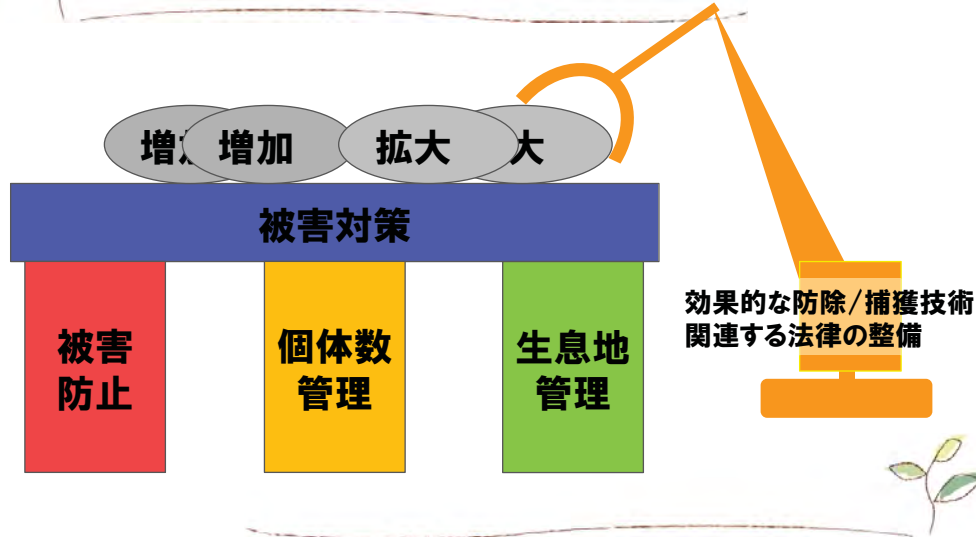 増加
拡大
大
被害対策
被害
防止
個体数
管理
生息地
管理
効果的な防除/捕獲技術
関連する法律の整備